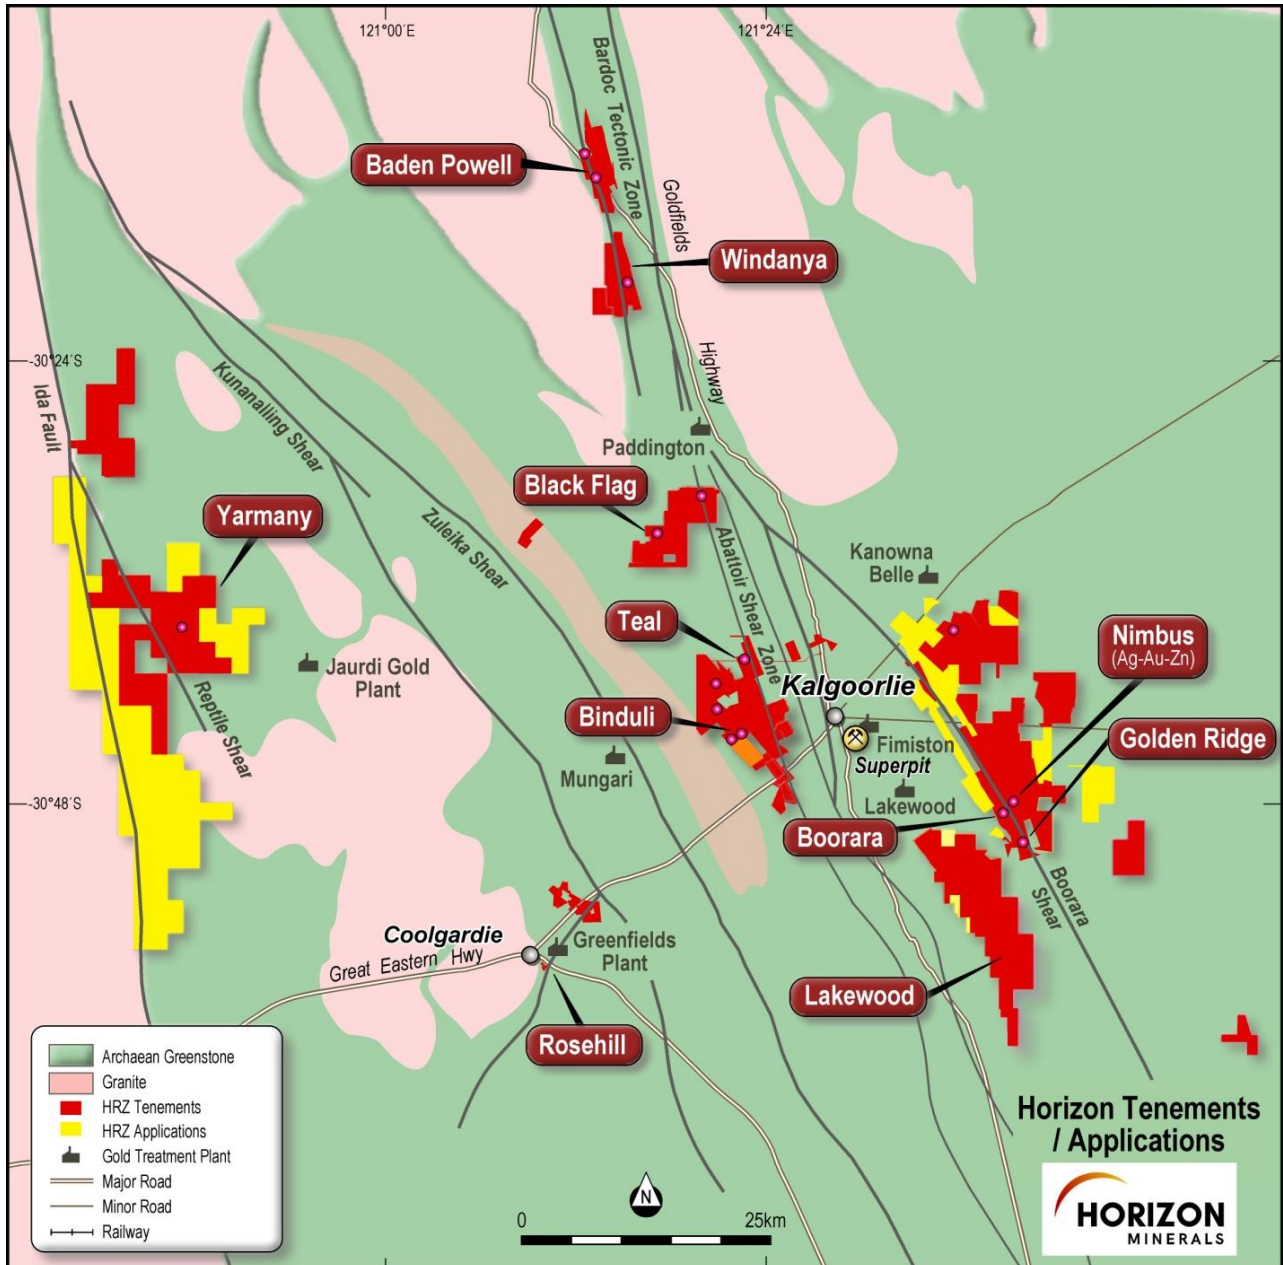 121°00´E
121°24´E
Bardoc Tectonic Zone
Baden Powell
Goldfields
Windanya
Highway
-30°24´S
Ida Fault
Kunanalling Shear
Paddington
Black Flag
Yarmany
Zuleika Shear
Abattoir Shear Zone
Kanowna
Belle
Teal
Nimbus
(Ag-Au-Zn)
Jaurdi Gold
Plant
Reptile Shear
Kalgoorlie
Binduli
Golden Ridge
Fimiston
Superpit
Mungari
-30°48´S
Lakewood
Boorara
Boorara
Shear
Coolgardie
Greenfields
Plant
Great Eastern Hwy
Lakewood
Rosehill
Archaean Greenstone
Granite
HRZ Tenements
HRZ Applications
Gold Treatment Plant
Major Road
Minor Road
Railway
N
0
25km
Horizon Tenements
/ Applications
HORIZON
MINERALS